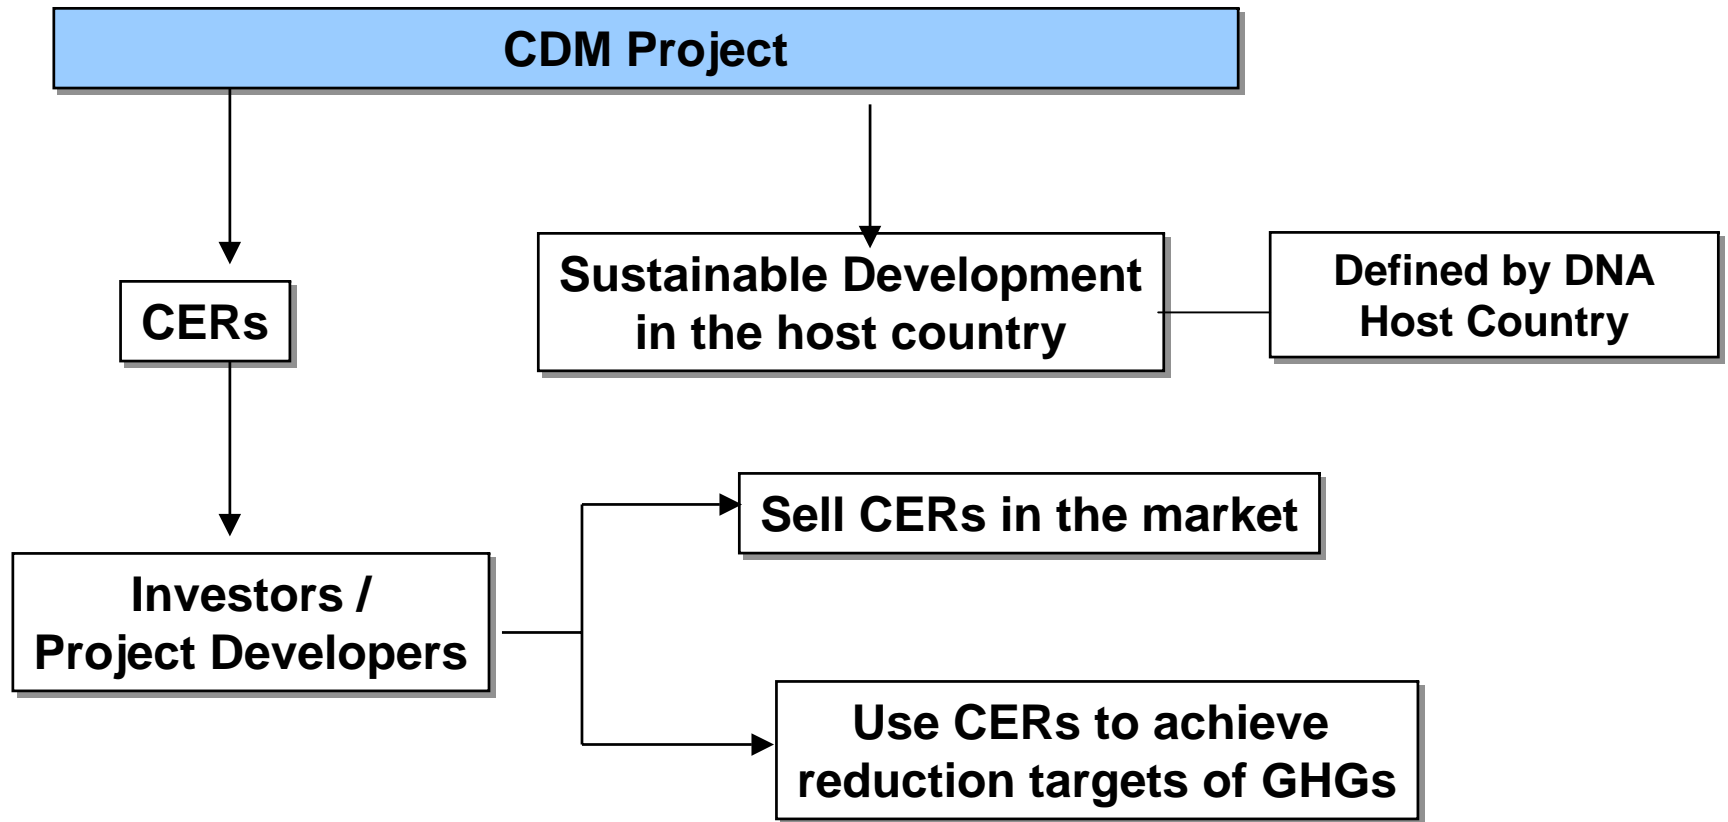 CDM Project
Sustainable Development
in the host country
Defined by DNA
Host Country
CERs
Sell CERs in the market
Investors /
Project Developers
Use CERs to achieve
reduction targets of GHGs